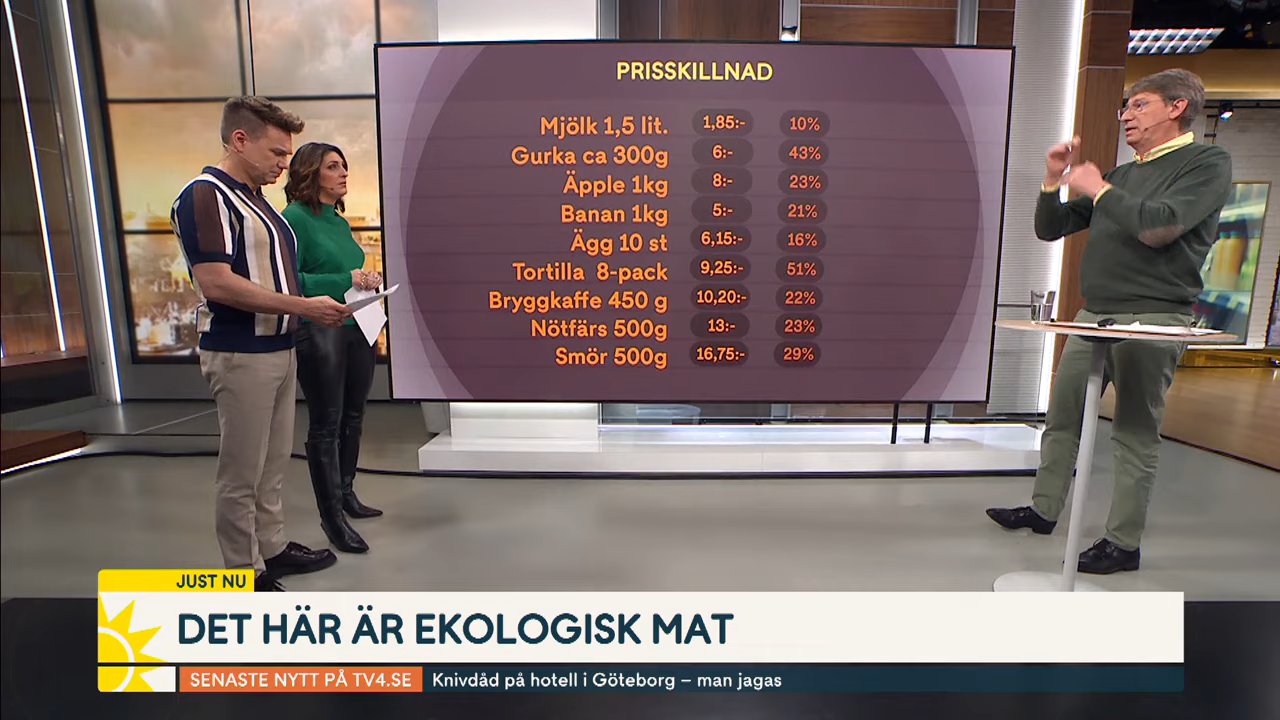 PRISSKILLNAD
Mjölk 1,5 lit. 1,85:- 10%
Gurka ca 300g 6:- 43%
Äpple 1kg 8:- 23%
Banan 1kg 5:- 21%
Ägg 10 st 6,15:- 16%
Tortilla 8-pack 9,25:- 51%
Bryggkaffe 450 g 10,20:- 22%
Nötfärs 500g 13:- 23%
Smör 500g 16,75:- 29%
JUST NU
DET HÄR ÄR EKOLOGISK MAT
SENASTE NYTT PÅ TV4.SE Knivdåd på hotell i Göteborg – man jagas